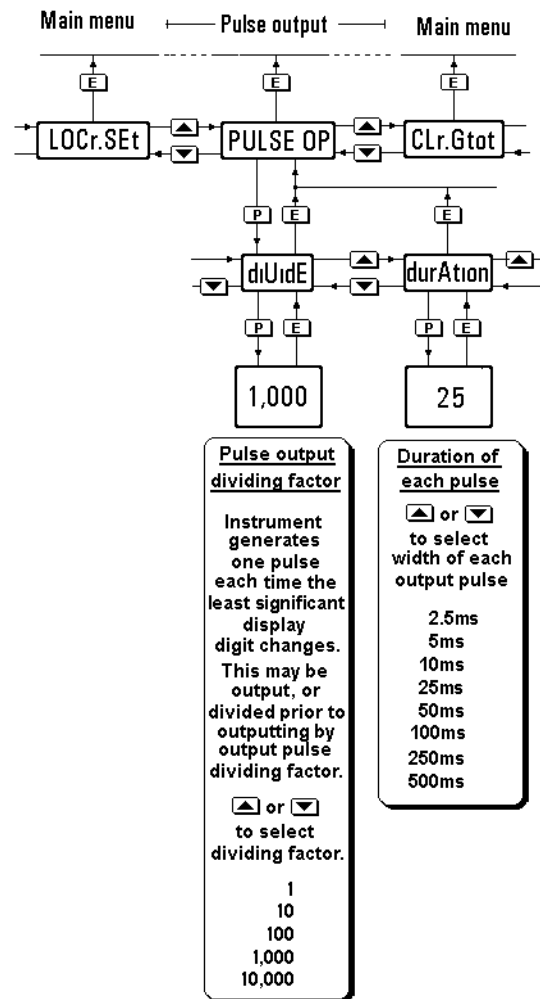 Main menu Pulse output Main menu
E E E
LOCr.SEt PULSE OP CLr.Gtot
P E E
dıUıdE durAtıon
P E P E
1,000 25
Pulse output
dividing factor
Instrument
generates
one pulse
each time the
least significant
display
digit changes.
This may be
output, or
divided prior to
outputting by
output pulse
dividing factor.
or
to select
dividing factor.
1
10
100
1,000
10,000
Duration of
each pulse
or
to select
width of each
output pulse
2.5ms
5ms
10ms
25ms
50ms
100ms
250ms
500ms